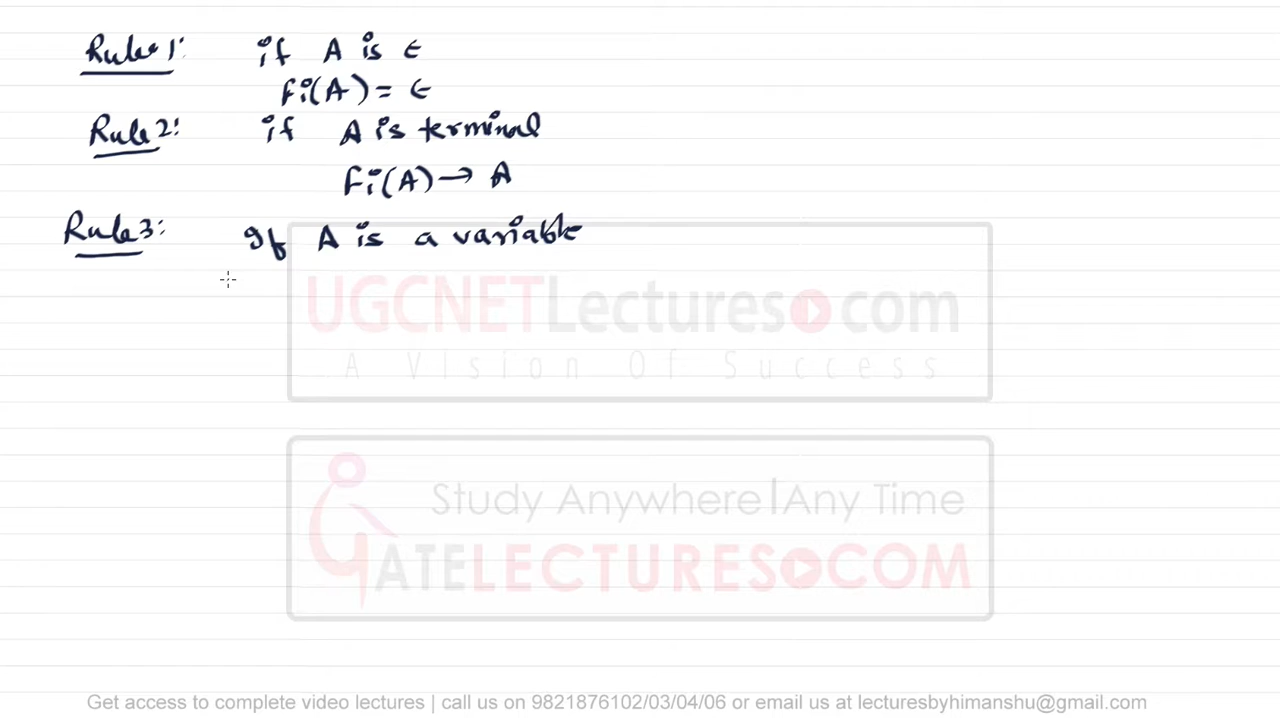 Rule 1: if A is ϵ
Fi(A) = ϵ
Rule 2: if A is terminal
Fi(A) → A
Rule 3: If A is a variable
UGCNETLectures.com
A Vision Of Success
Study Anywhere|Any Time
GATELECTURES.COM
Get access to complete video lectures | call us on 9821876102/03/04/06 or email us at lecturesbyhimanshu@gmail.com